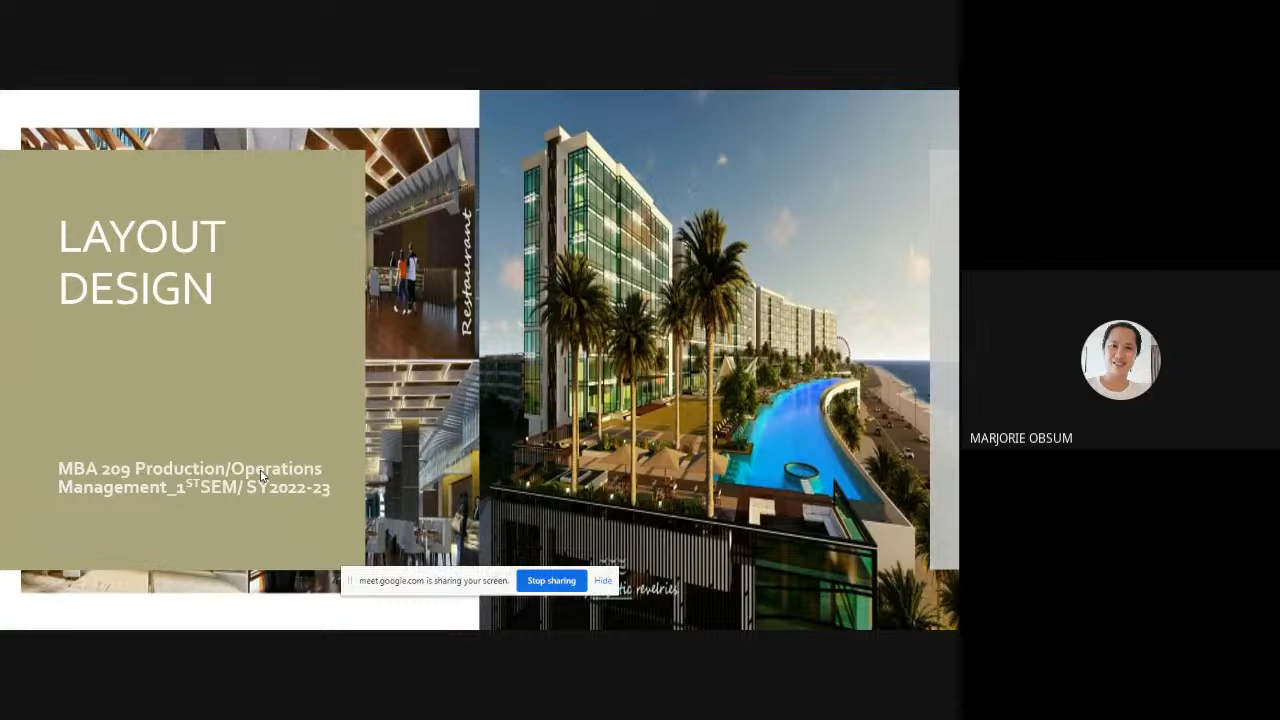 LAYOUT
DESIGN
MBA 209 Production/Operations
Management_1STSEM/ SY2022-23
Restaurant
meet.google.com is sharing your screen.
Stop sharing
Hide
revelries
MARJORIE OBSUM